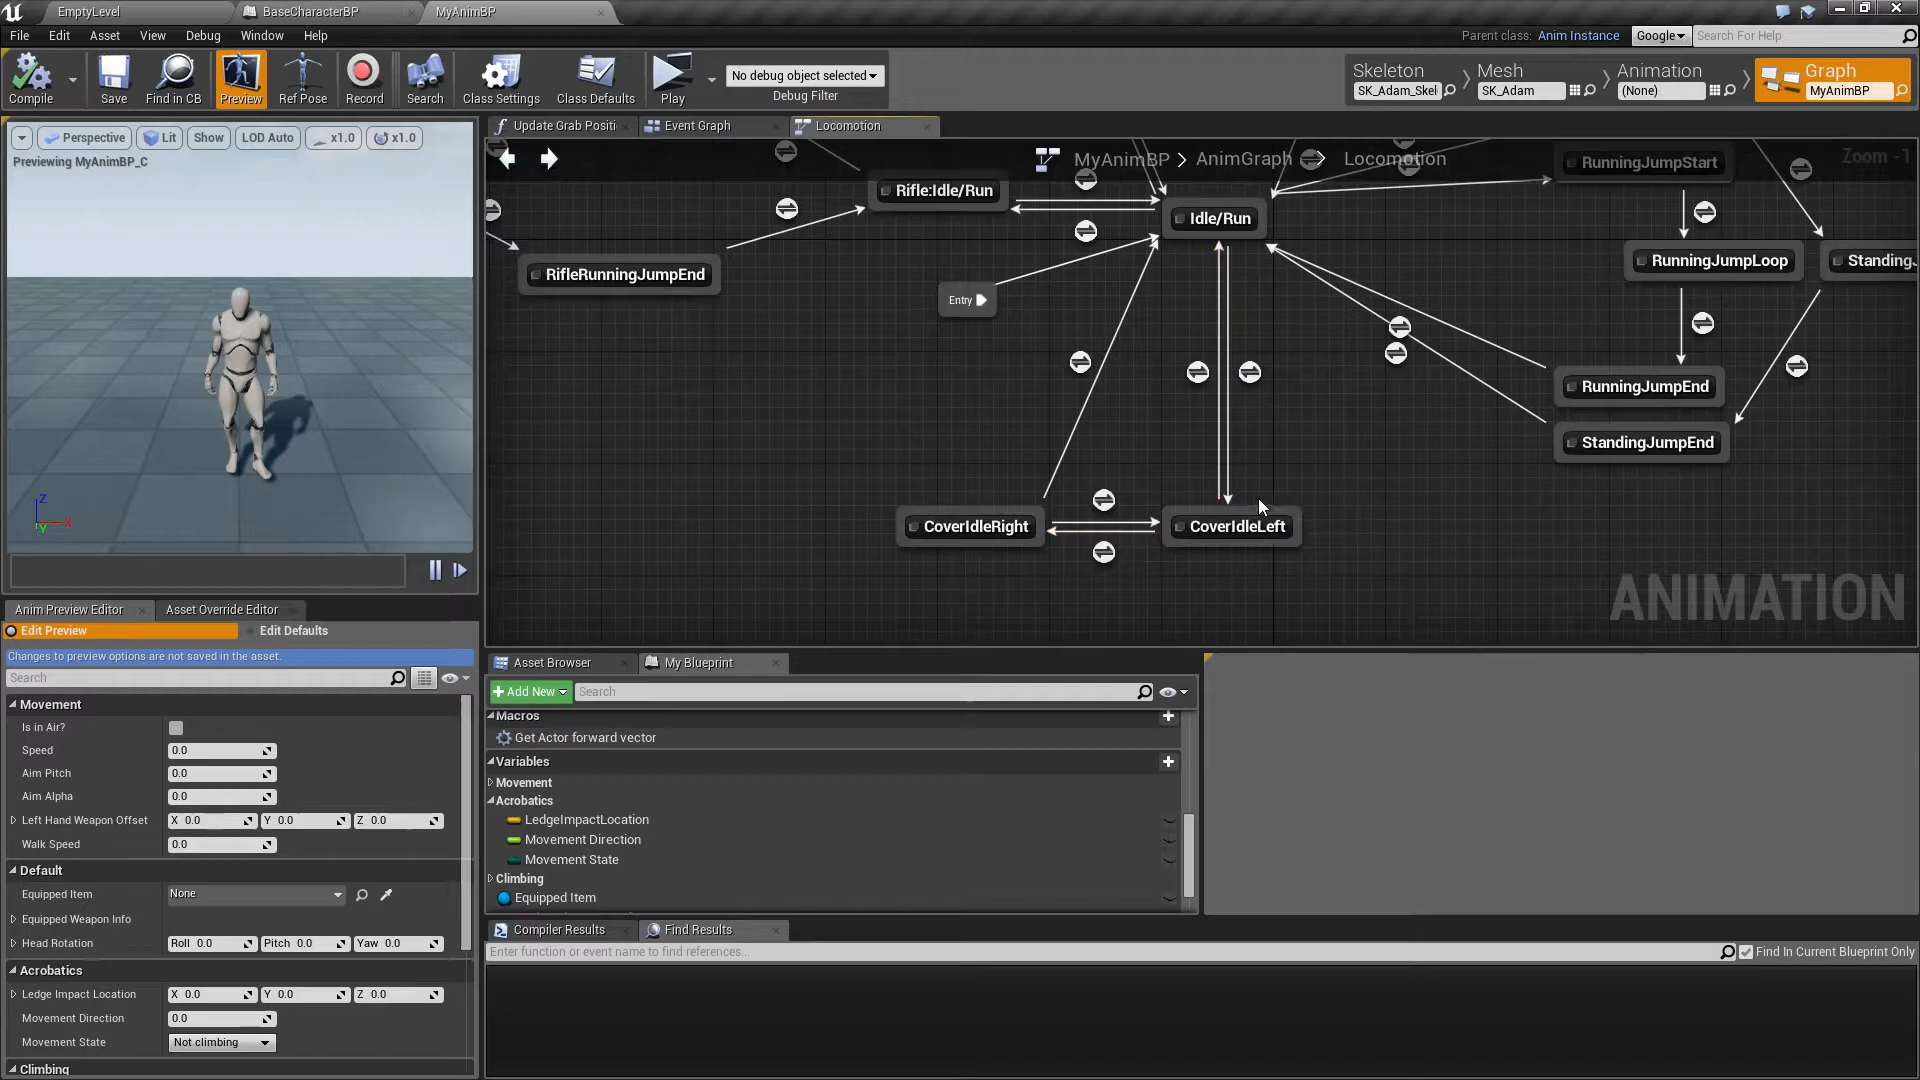 EmptyLevel
BaseCharacterBP
MyAnimBP
File Edit Asset View Debug Window Help
Parent class: Anim Instance Google Search For Help
Compile
Save
Find in CB
Preview
Ref Pose
Record
Search
Class Settings
Class Defaults
Play
No debug object selected
Debug Filter
Skeleton
SK_Adam_Skel
Mesh
SK_Adam
Animation
(None)
Graph
MyAnimBP
Perspective Lit Show LOD Auto x1.0 x1.0
Previewing MyAnimBP_C
Z
X
Y
Update Grab Positi
Event Graph
Locomotion
MyAnimBP > AnimGraph > Locomotion
Zoom -1
Rifle:Idle/Run
Idle/Run
RunningJumpStart
RifleRunningJumpEnd
Entry
RunningJumpLoop
StandingJ
RunningJumpEnd
StandingJumpEnd
CoverIdleRight
CoverIdleLeft
ANIMATION
Anim Preview Editor
Asset Override Editor
Edit Preview
Edit Defaults
Changes to preview options are not saved in the asset.
Search
Movement
Is in Air?
Speed 0.0
Aim Pitch 0.0
Aim Alpha 0.0
Left Hand Weapon Offset X 0.0 Y 0.0 Z 0.0
Walk Speed 0.0
Default
Equipped Item None
Equipped Weapon Info
Head Rotation Roll 0.0 Pitch 0.0 Yaw 0.0
Acrobatics
Ledge Impact Location X 0.0 Y 0.0 Z 0.0
Movement Direction 0.0
Movement State Not climbing
Climbing
Asset Browser
My Blueprint
+ Add New
Search
Macros
Get Actor forward vector
Variables
Movement
Acrobatics
LedgeImpactLocation
Movement Direction
Movement State
Climbing
Equipped Item
Compiler Results
Find Results
Enter function or event name to find references...
Find In Current Blueprint Only